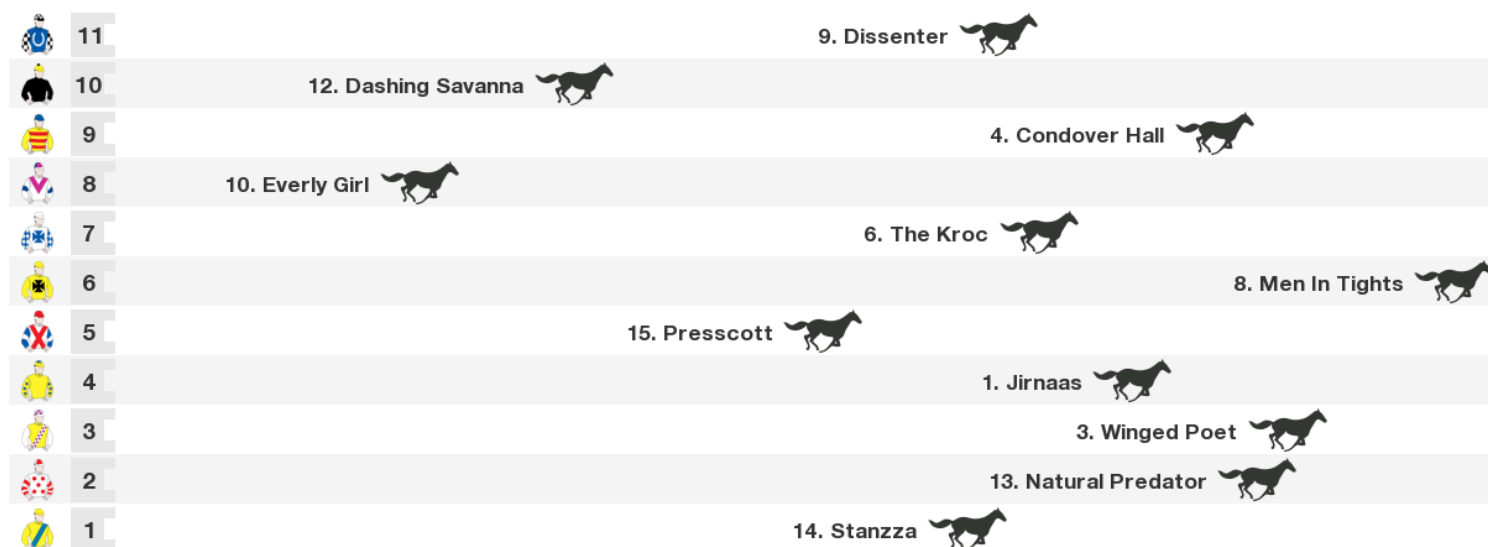 11 9. Dissenter
10 12. Dashing Savanna
9 4. Condover Hall
8 10. Everly Girl
7 6. The Kroc
6 8. Men In Tights
5 15. Presscott
4 1. Jirnaas
3 3. Winged Poet
2 13. Natural Predator
1 14. Stanzza